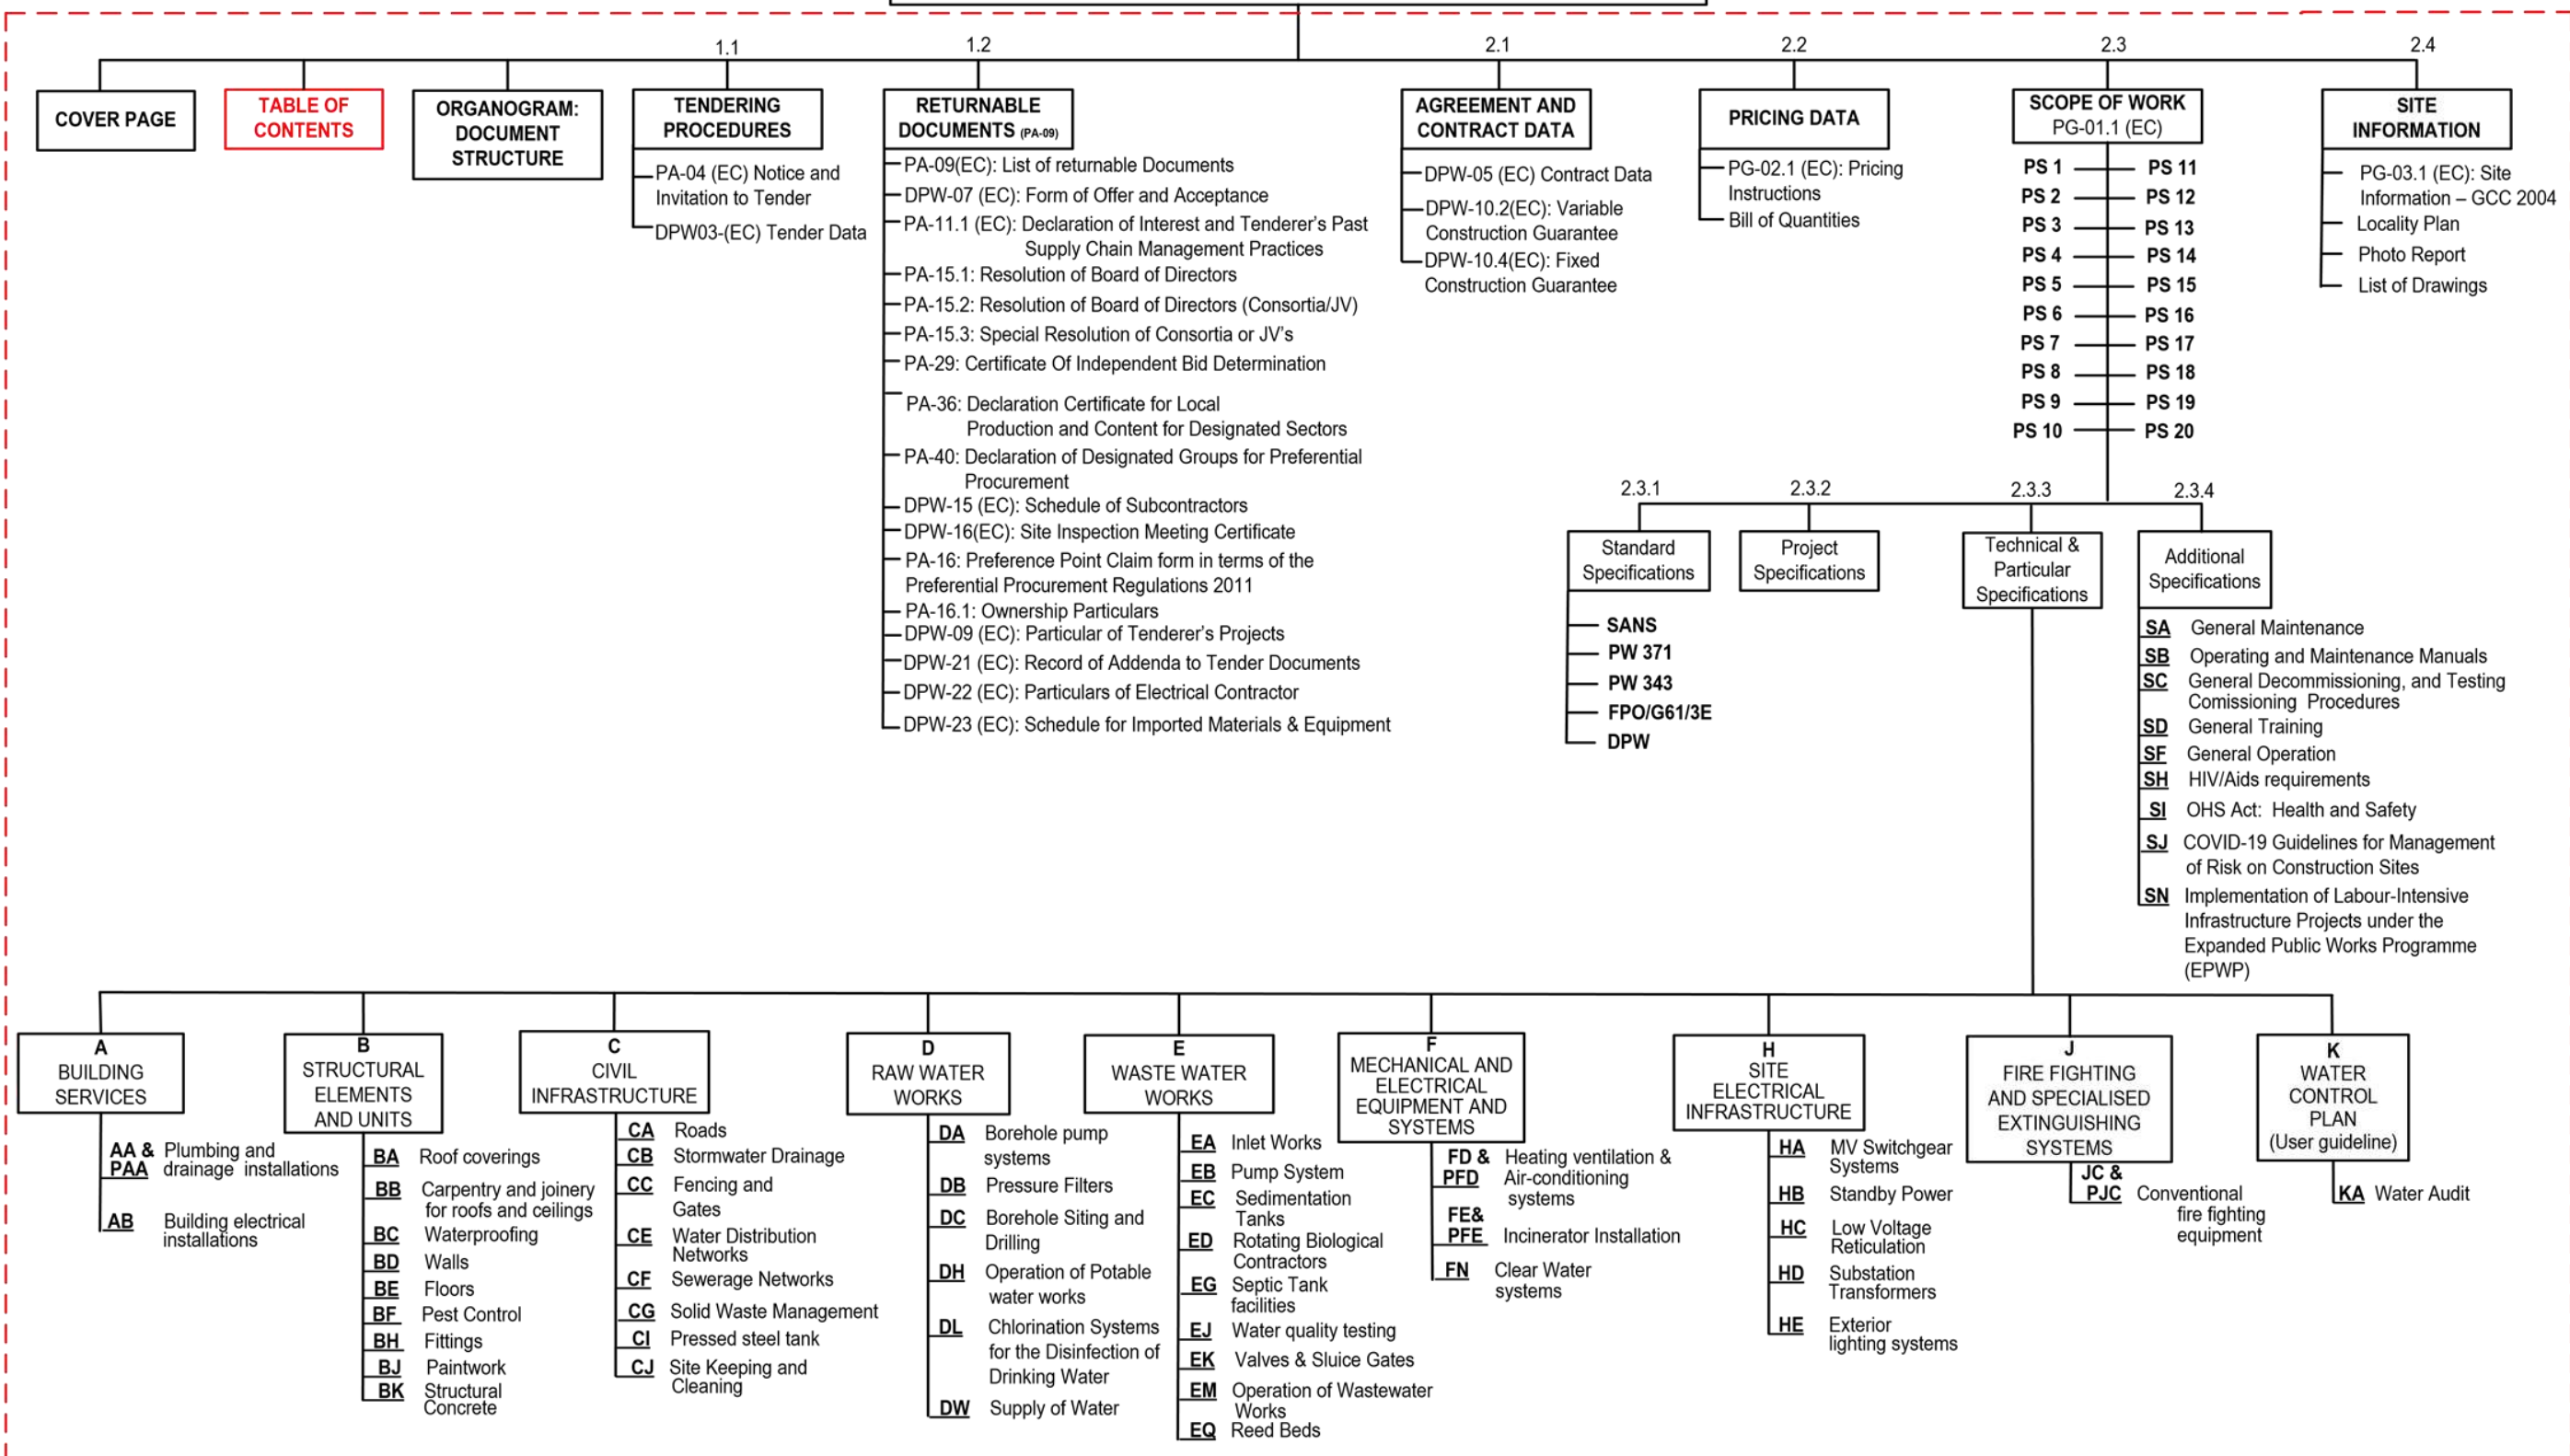 1.1
1.2
2.1
2.2
2.3
2.4
COVER PAGE
TABLE OF
CONTENTS
ORGANOGRAM:
DOCUMENT
STRUCTURE
TENDERING
PROCEDURES
PA-04 (EC) Notice and
Invitation to Tender
DPW03-(EC) Tender Data
RETURNABLE
DOCUMENTS (PA-09)
PA-09(EC): List of returnable Documents
DPW-07 (EC): Form of Offer and Acceptance
PA-11.1 (EC): Declaration of Interest and Tenderer's Past
Supply Chain Management Practices
PA-15.1: Resolution of Board of Directors
PA-15.2: Resolution of Board of Directors (Consortia/JV)
PA-15.3: Special Resolution of Consortia or JV's
PA-29: Certificate Of Independent Bid Determination
PA-36: Declaration Certificate for Local
Production and Content for Designated Sectors
PA-40: Declaration of Designated Groups for Preferential
Procurement
DPW-15 (EC): Schedule of Subcontractors
DPW-16(EC): Site Inspection Meeting Certificate
PA-16: Preference Point Claim form in terms of the
Preferential Procurement Regulations 2011
PA-16.1: Ownership Particulars
DPW-09 (EC): Particular of Tenderer's Projects
DPW-21 (EC): Record of Addenda to Tender Documents
DPW-22 (EC): Particulars of Electrical Contractor
DPW-23 (EC): Schedule for Imported Materials & Equipment
AGREEMENT AND
CONTRACT DATA
DPW-05 (EC) Contract Data
DPW-10.2(EC): Variable
Construction Guarantee
DPW-10.4(EC): Fixed
Construction Guarantee
PRICING DATA
PG-02.1 (EC): Pricing
Instructions
Bill of Quantities
SCOPE OF WORK
PG-01.1 (EC)
PS 1 PS 11
PS 2 PS 12
PS 3 PS 13
PS 4 PS 14
PS 5 PS 15
PS 6 PS 16
PS 7 PS 17
PS 8 PS 18
PS 9 PS 19
PS 10 PS 20
SITE
INFORMATION
PG-03.1 (EC): Site
Information – GCC 2004
Locality Plan
Photo Report
List of Drawings
2.3.1
2.3.2
2.3.3
2.3.4
Standard
Specifications
SANS
PW 371
PW 343
FPO/G61/3E
DPW
Project
Specifications
Technical &
Particular
Specifications
Additional
Specifications
SA General Maintenance
SB Operating and Maintenance Manuals
SC General Decommissioning, and Testing
Comissioning Procedures
SD General Training
SF General Operation
SH HIV/Aids requirements
SI OHS Act: Health and Safety
SJ COVID-19 Guidelines for Management
of Risk on Construction Sites
SN Implementation of Labour-Intensive
Infrastructure Projects under the
Expanded Public Works Programme
(EPWP)
A
BUILDING
SERVICES
AA & Plumbing and
PAA drainage installations
AB Building electrical
installations
B
STRUCTURAL
ELEMENTS
AND UNITS
BA Roof coverings
BB Carpentry and joinery
for roofs and ceilings
BC Waterproofing
BD Walls
BE Floors
BF Pest Control
BH Fittings
BJ Paintwork
BK Structural
Concrete
C
CIVIL
INFRASTRUCTURE
CA Roads
CB Stormwater Drainage
CC Fencing and
Gates
CE Water Distribution
Networks
CF Sewerage Networks
CG Solid Waste Management
CI Pressed steel tank
CJ Site Keeping and
Cleaning
D
RAW WATER
WORKS
DA Borehole pump
systems
DB Pressure Filters
DC Borehole Siting and
Drilling
DH Operation of Potable
water works
DL Chlorination Systems
for the Disinfection of
Drinking Water
DW Supply of Water
E
WASTE WATER
WORKS
EA Inlet Works
EB Pump System
EC Sedimentation
Tanks
ED Rotating Biological
Contractors
EG Septic Tank
facilities
EJ Water quality testing
EK Valves & Sluice Gates
EM Operation of Wastewater
Works
EQ Reed Beds
F
MECHANICAL AND
ELECTRICAL
EQUIPMENT AND
SYSTEMS
FD & Heating ventilation &
PFD Air-conditioning
systems
FE&
PFE Incinerator Installation
FN Clear Water
systems
H
SITE
ELECTRICAL
INFRASTRUCTURE
HA MV Switchgear
Systems
HB Standby Power
HC Low Voltage
Reticulation
HD Substation
Transformers
HE Exterior
lighting systems
J
FIRE FIGHTING
AND SPECIALISED
EXTINGUISHING
SYSTEMS
JC &
PJC Conventional
fire fighting
equipment
K
WATER
CONTROL
PLAN
(User guideline)
KA Water Audit